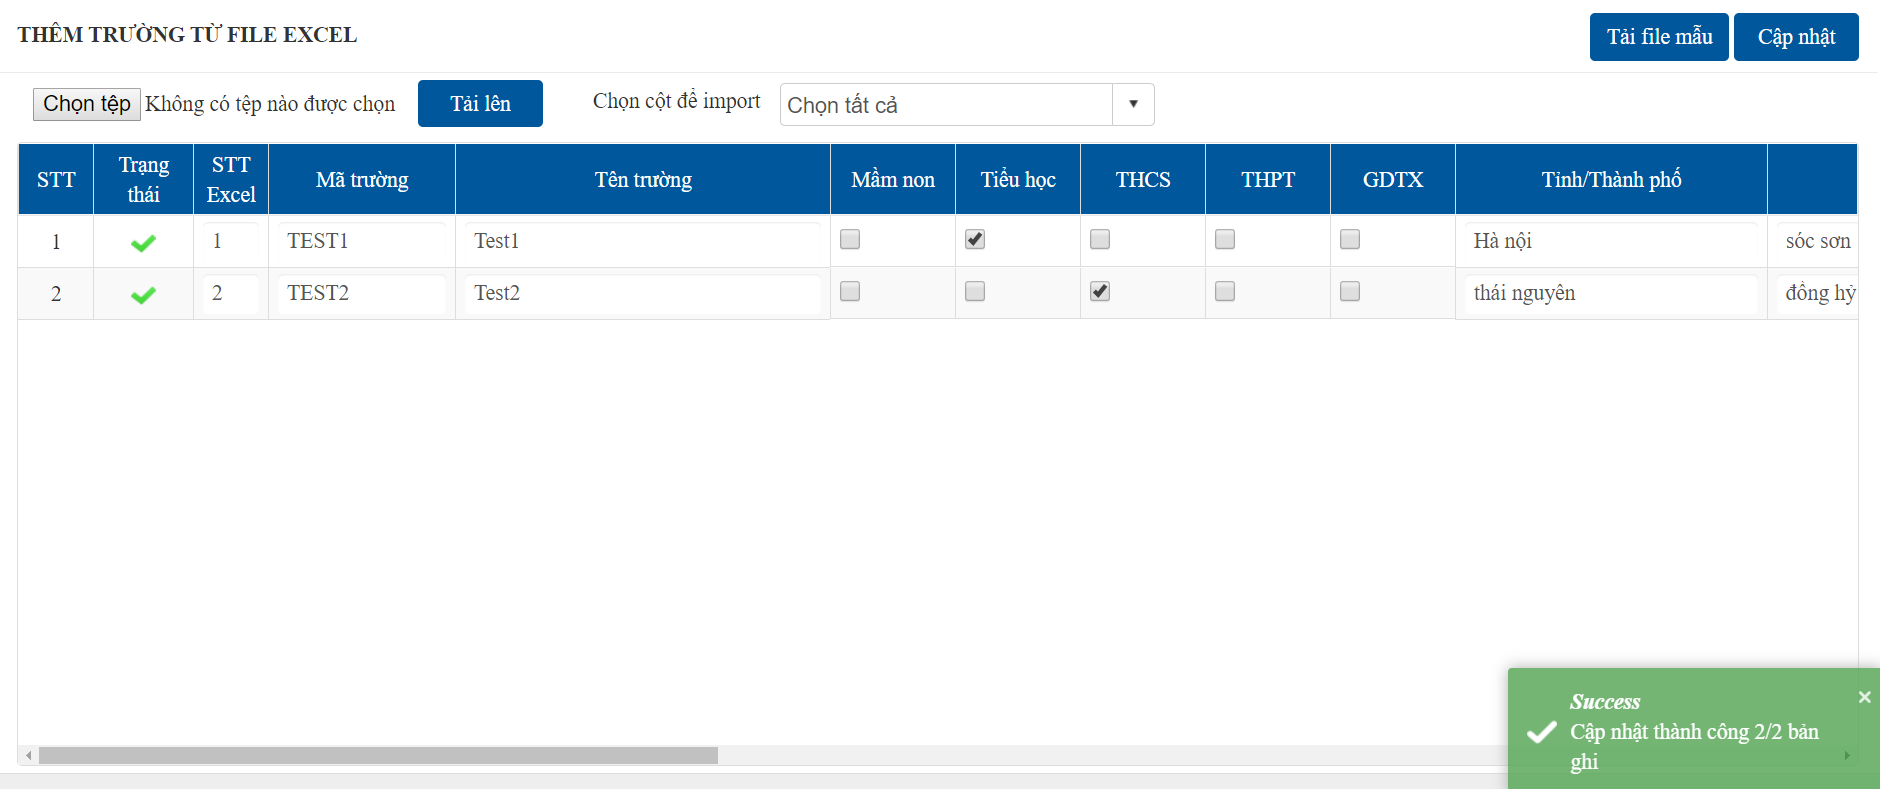 THÊM TRƯỜNG TỪ FILE EXCEL
Tải file mẫu
Cập nhật
Chọn tệp Không có tệp nào được chọn
Tải lên
Chọn cột để import
Chọn tất cả
STT
Trạng thái
STT Excel
Mã trường
Tên trường
Mầm non
Tiểu học
THCS
THPT
GDTX
Tỉnh/Thành phố
1 1 TEST1 Test1 Hà nội sóc sơn
2 2 TEST2 Test2 thái nguyên đồng hỷ
Success
Cập nhật thành công 2/2 bản
ghi